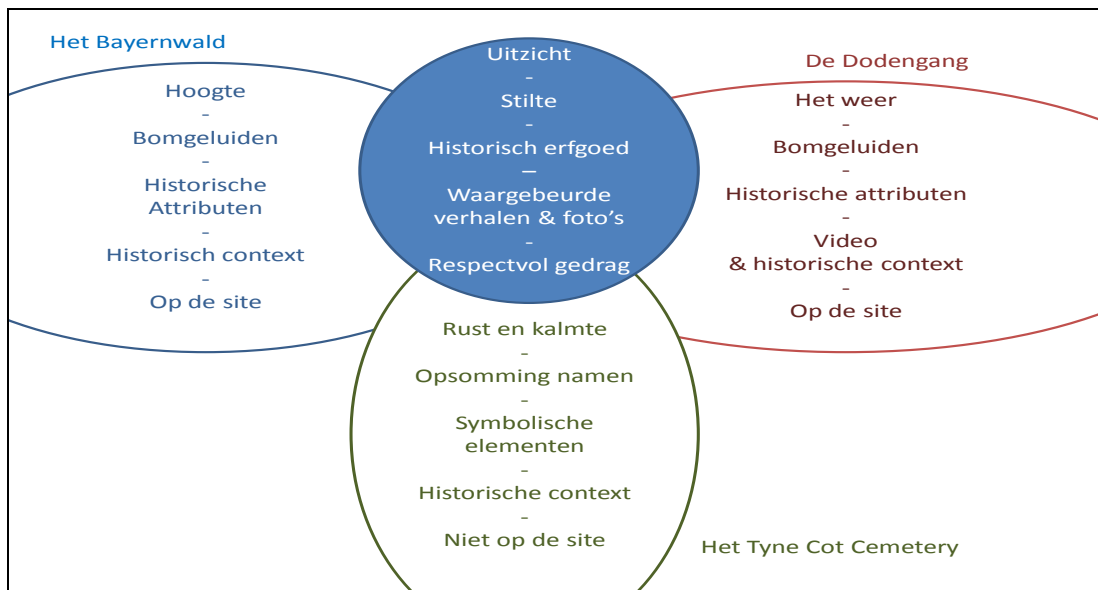 Het Bayernwald
Hoogte
-
Bomgeluiden
-
Historische
Attributen
-
Historisch context
-
Op de site
Uitzicht
-
Stilte
-
Historisch erfgoed
–
Waargebeurde
verhalen & foto’s
-
Respectvol gedrag
De Dodengang
Het weer
-
Bomgeluiden
-
Historische attributen
-
Video
& historische context
-
Op de site
Rust en kalmte
-
Opsomming namen
-
Symbolische
elementen
-
Historische context
-
Niet op de site
Het Tyne Cot Cemetery